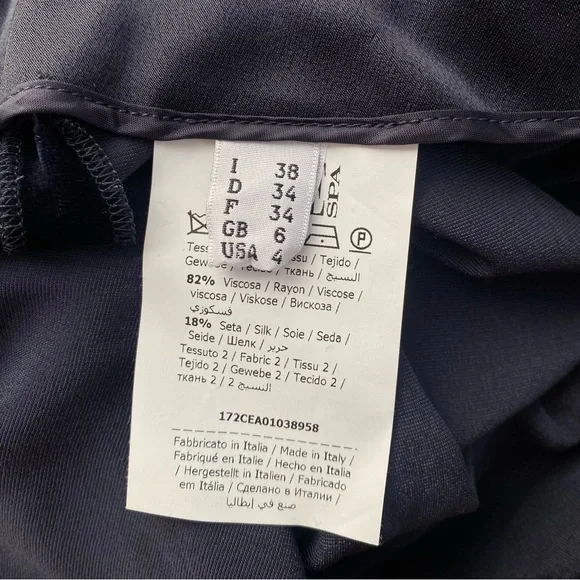 I 38
D 34
F 34
GB 6
USA 4
SPA
P
Tess ssu / Tejido /
Gewe / Tecido / ткань / النسيج /
82% Viscosa / Rayon / Viscose /
viscosa / Viskose / Вискоза /
فسكوزي
18% Seta / Silk / Soie / Seda /
Seide / Шелк / حرير /
Tessuto 2 / Fabric 2 / Tissu 2 /
Tejido 2 / Gewebe 2 / Tecido 2 /
ткань 2 / النسيج 2
172CEA01038958
Fabbricato in Italia / Made in Italy /
Fabriqué en Italie / Hecho en Italia
/ Hergestellt in Italien / Fabricado
em Itália / Сделано в Италии /
صنع في إيطاليا